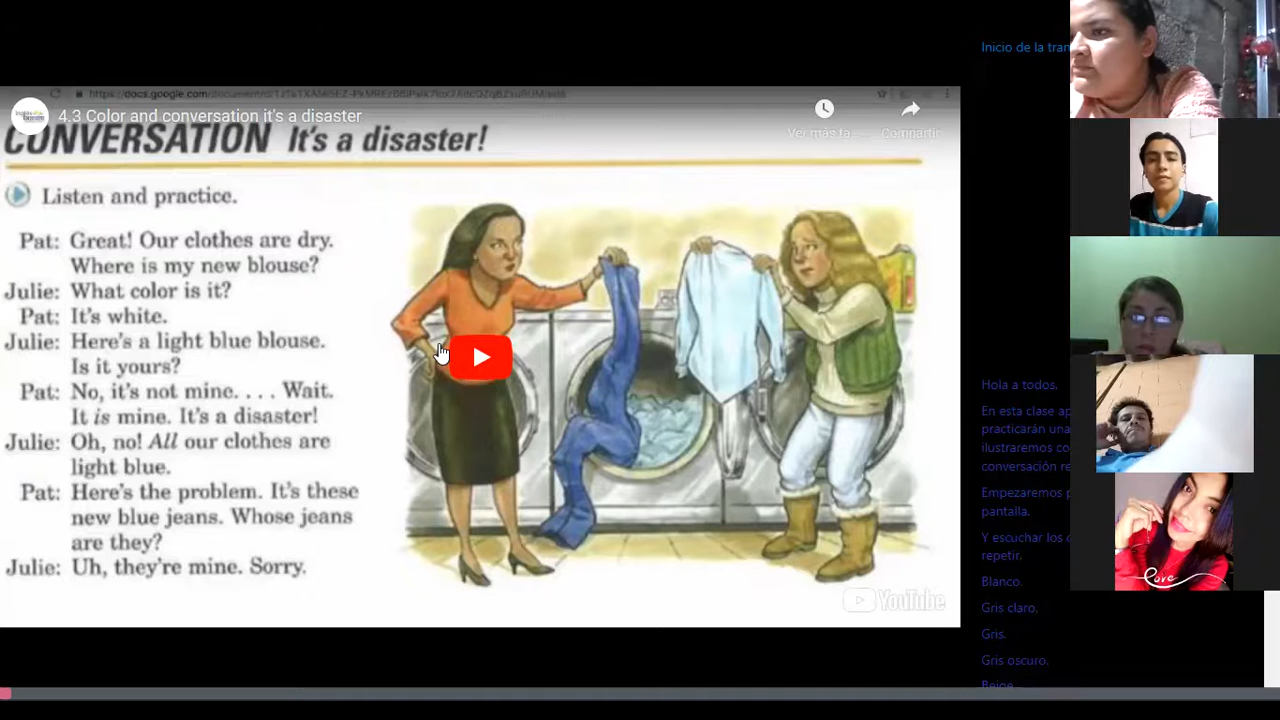 4.3 Color and conversation it's a disaster
Ver más ta...
Compartir
CONVERSATION It's a disaster!
Listen and practice.
Pat: Great! Our clothes are dry.
Where is my new blouse?
Julie: What color is it?
Pat: It's white.
Julie: Here's a light blue blouse.
Is it yours?
Pat: No, it's not mine. . . . Wait.
It is mine. It's a disaster!
Julie: Oh, no! All our clothes are
light blue.
Pat: Here's the problem. It's these
new blue jeans. Whose jeans
are they?
Julie: Uh, they're mine. Sorry.
YouTube
Inicio de la tran
Hola a todos.
En esta clase ap
practicarán una
ilustraremos co
conversación re
Empezaremos p
pantalla.
Y escuchar los c
repetir.
Blanco.
Gris claro.
Gris.
Gris oscuro.
Beige.
Love